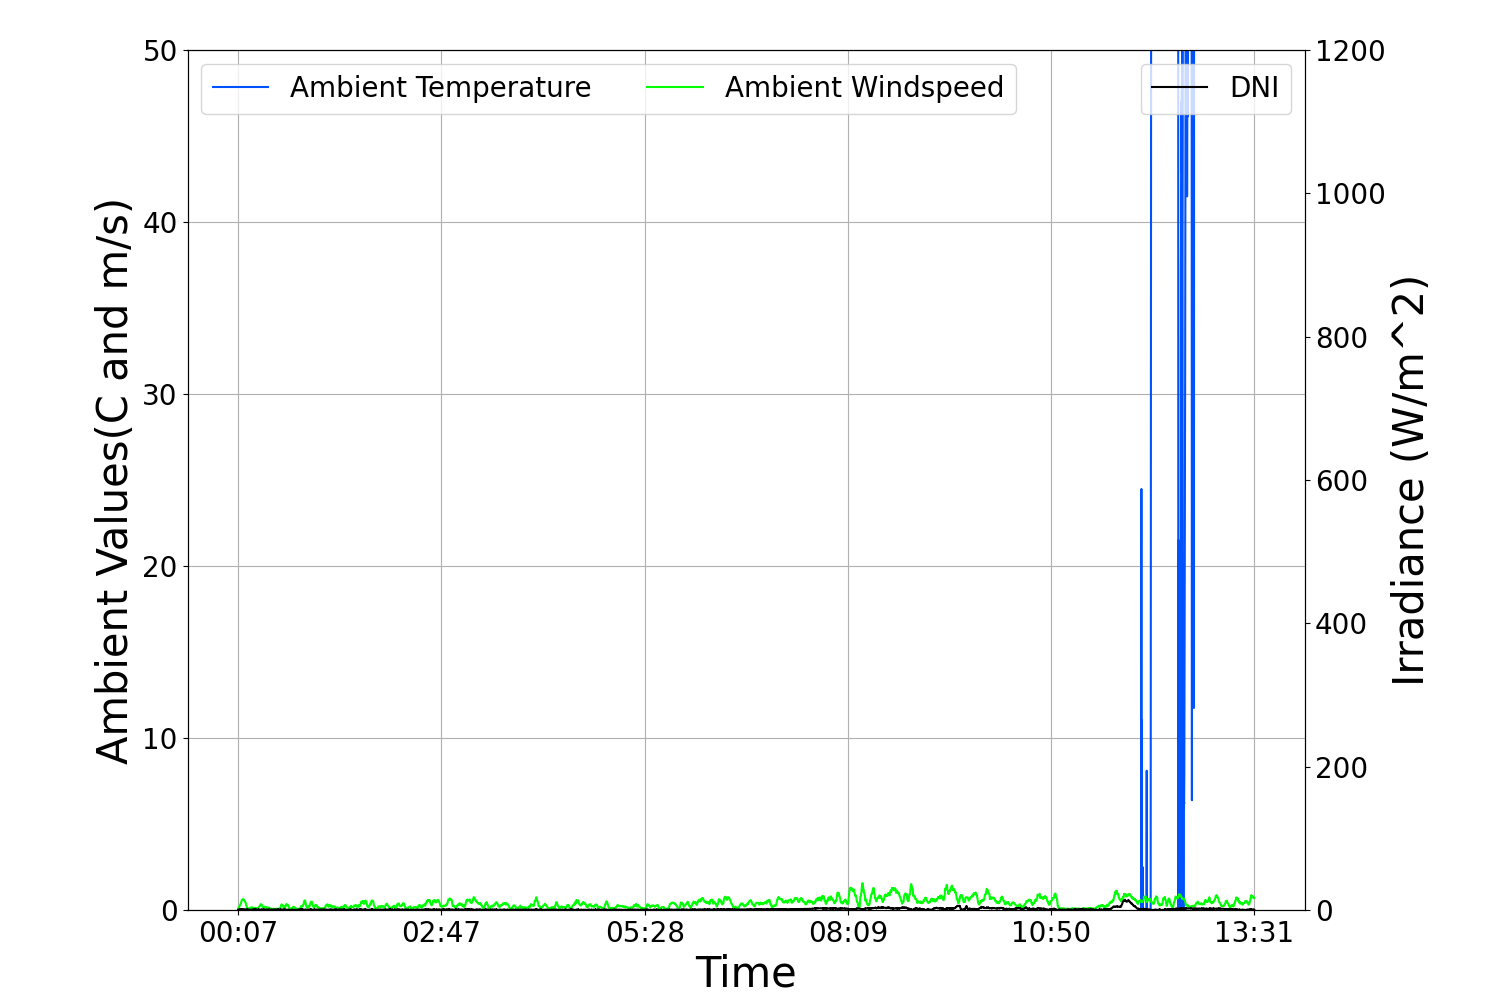 Ambient Temperature
Ambient Windspeed
DNI
Ambient Values(C and m/s)
50
40
30
20
10
0
1200
1000
800
600
400
200
0
Irradiance (W/m^2)
00:07 02:47 05:28 08:09 10:50 13:31
Time